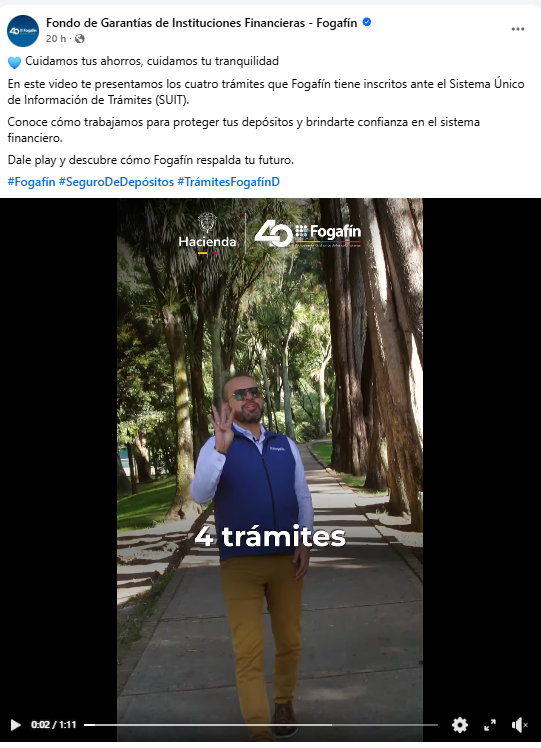 Fondo de Garantías de Instituciones Financieras - Fogafín
20 h ·
Cuidamos tus ahorros, cuidamos tu tranquilidad
En este video te presentamos los cuatro trámites que Fogafín tiene inscritos ante el Sistema Único
de Información de Trámites (SUIT).
Conoce cómo trabajamos para proteger tus depósitos y brindarte confianza en el sistema
financiero.
Dale play y descubre cómo Fogafín respalda tu futuro.
#Fogafín #SeguroDeDepósitos #TrámitesFogafínD
Hacienda
40 Fogafín
Fogafín
4 trámites
0:02 / 1:11